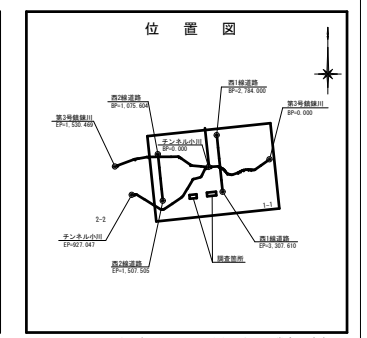 位 置 図
西1線道路
BP=2,784.000
西2線道路
BP=1,075.604
第3号鏡鏡川
EP=1,530.469
第3号鏡鏡川
BP=0.000
チンネル小川
BP=0.000
2-2
1-1
チンネル小川
EP=927.047
西1線道路
EP=3,307.610
西2線道路
EP=1,507.505
調査箇所